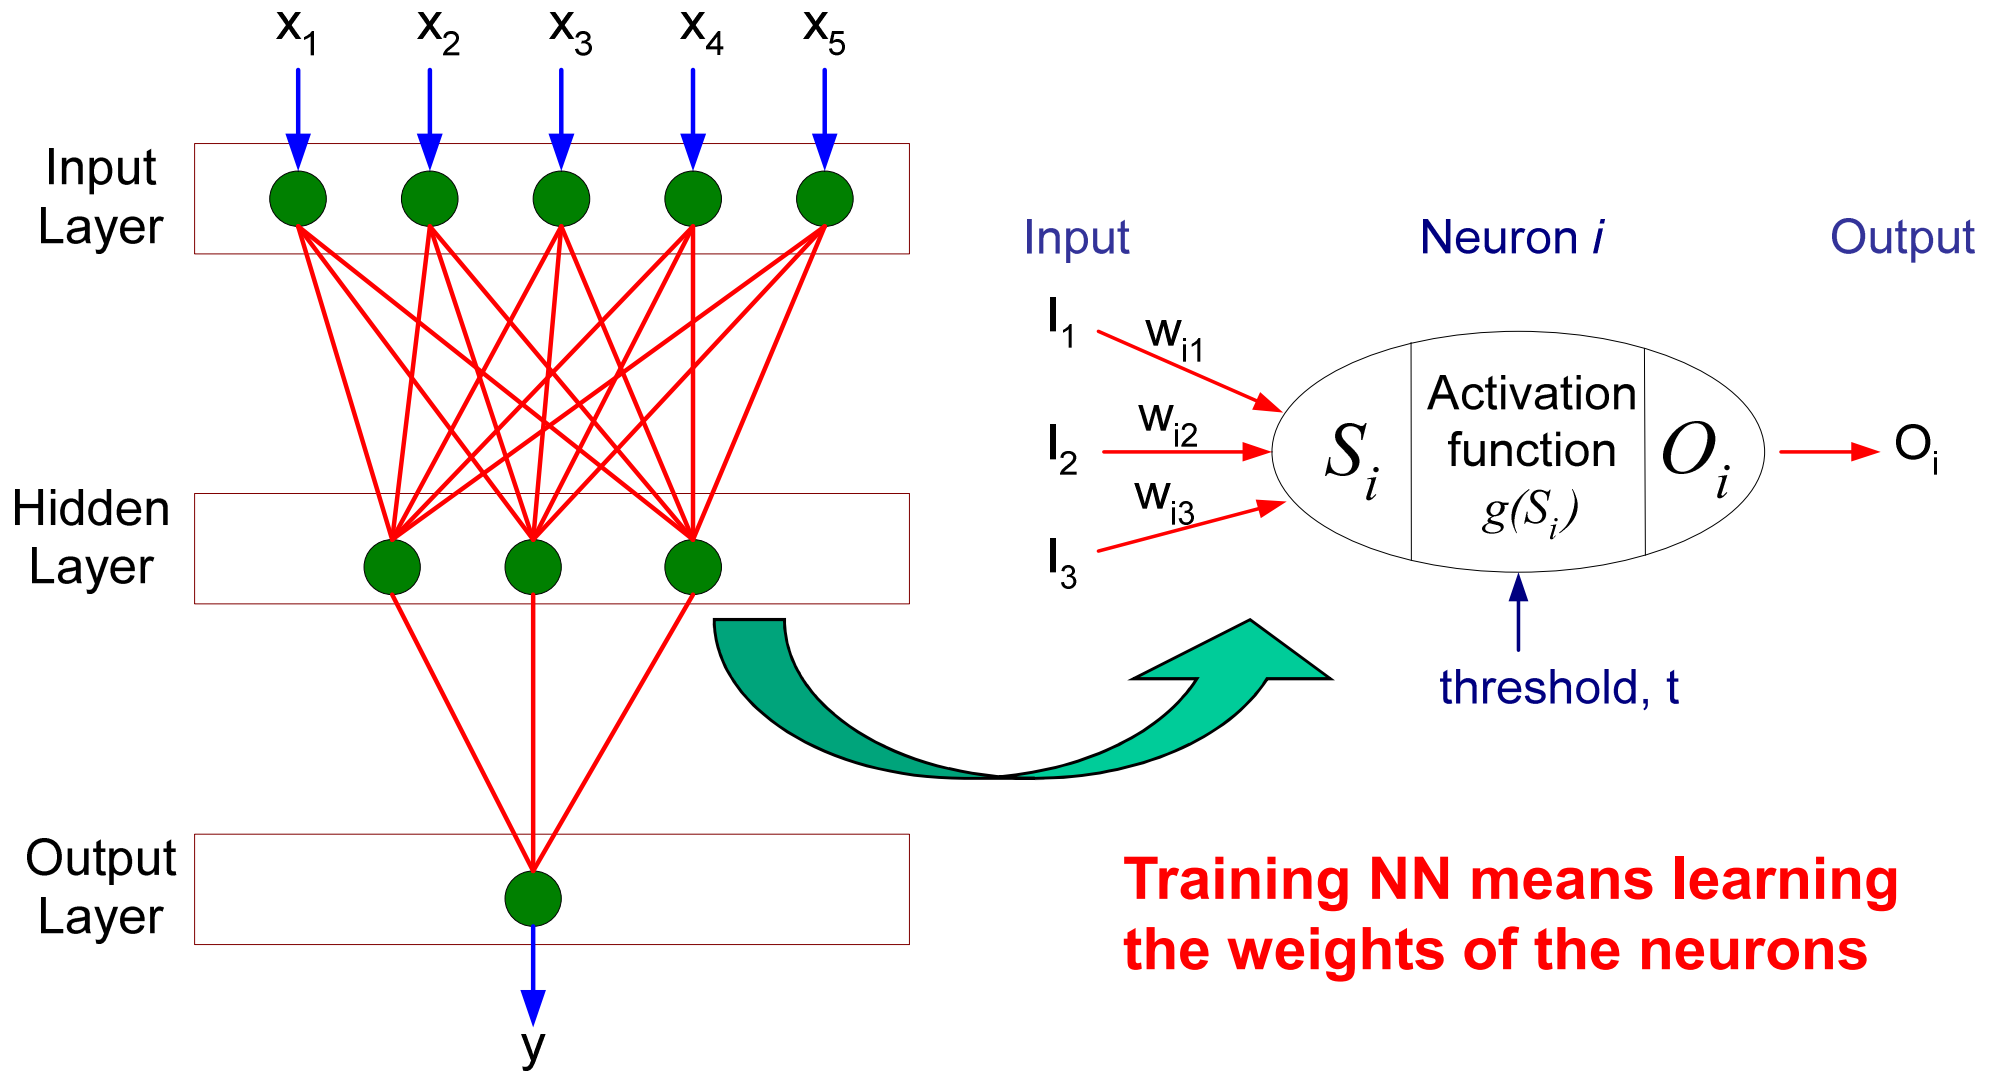 x1 x2 x3 x4 x5
Input
Layer
Hidden
Layer
Output
Layer
y
Input Neuron i Output
I1
wi1
I2
wi2
I3
wi3
Si
Activation
function
g(Si)
Oi
Oi
threshold, t
Training NN means learning
the weights of the neurons